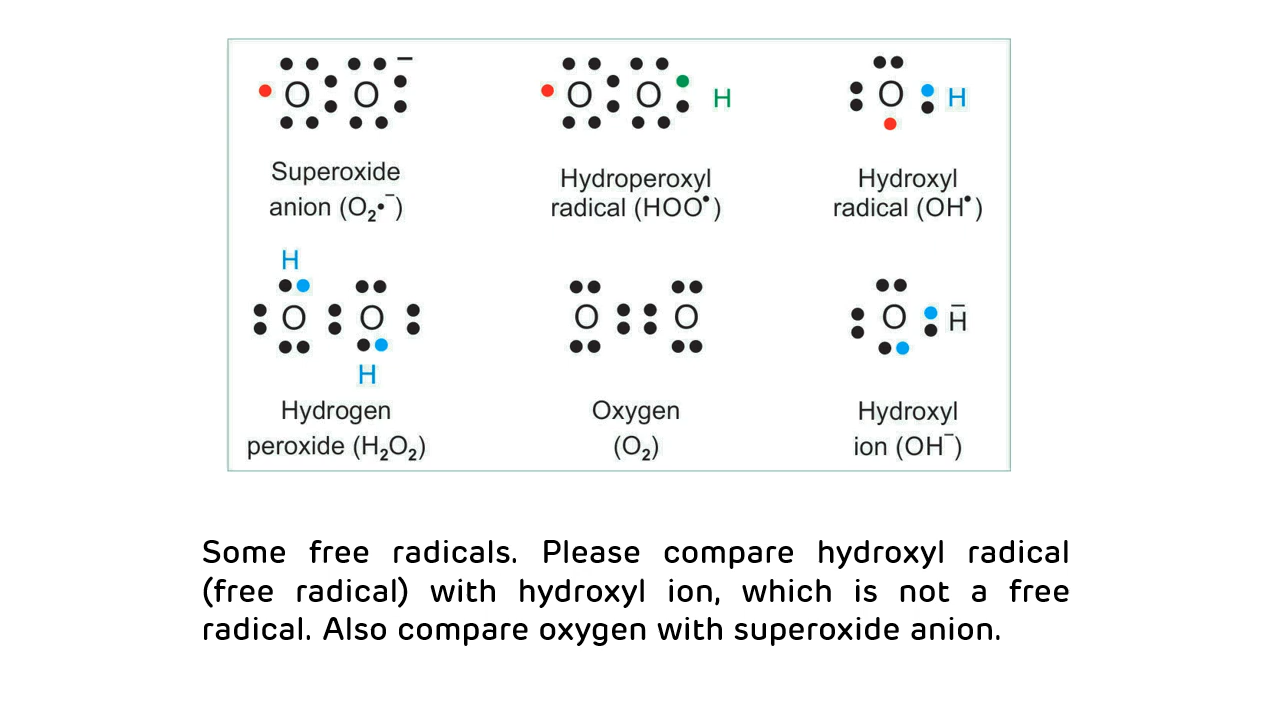 O O ‾
O O H
O H
Superoxide
anion (O₂•⁻)
Hydroperoxyl
radical (HOO•)
Hydroxyl
radical (OH•)
H
O O
H
O O
O H̄
Hydrogen
peroxide (H₂O₂)
Oxygen
(O₂)
Hydroxyl
ion (OH⁻)
Some free radicals. Please compare hydroxyl radical
(free radical) with hydroxyl ion, which is not a free
radical. Also compare oxygen with superoxide anion.